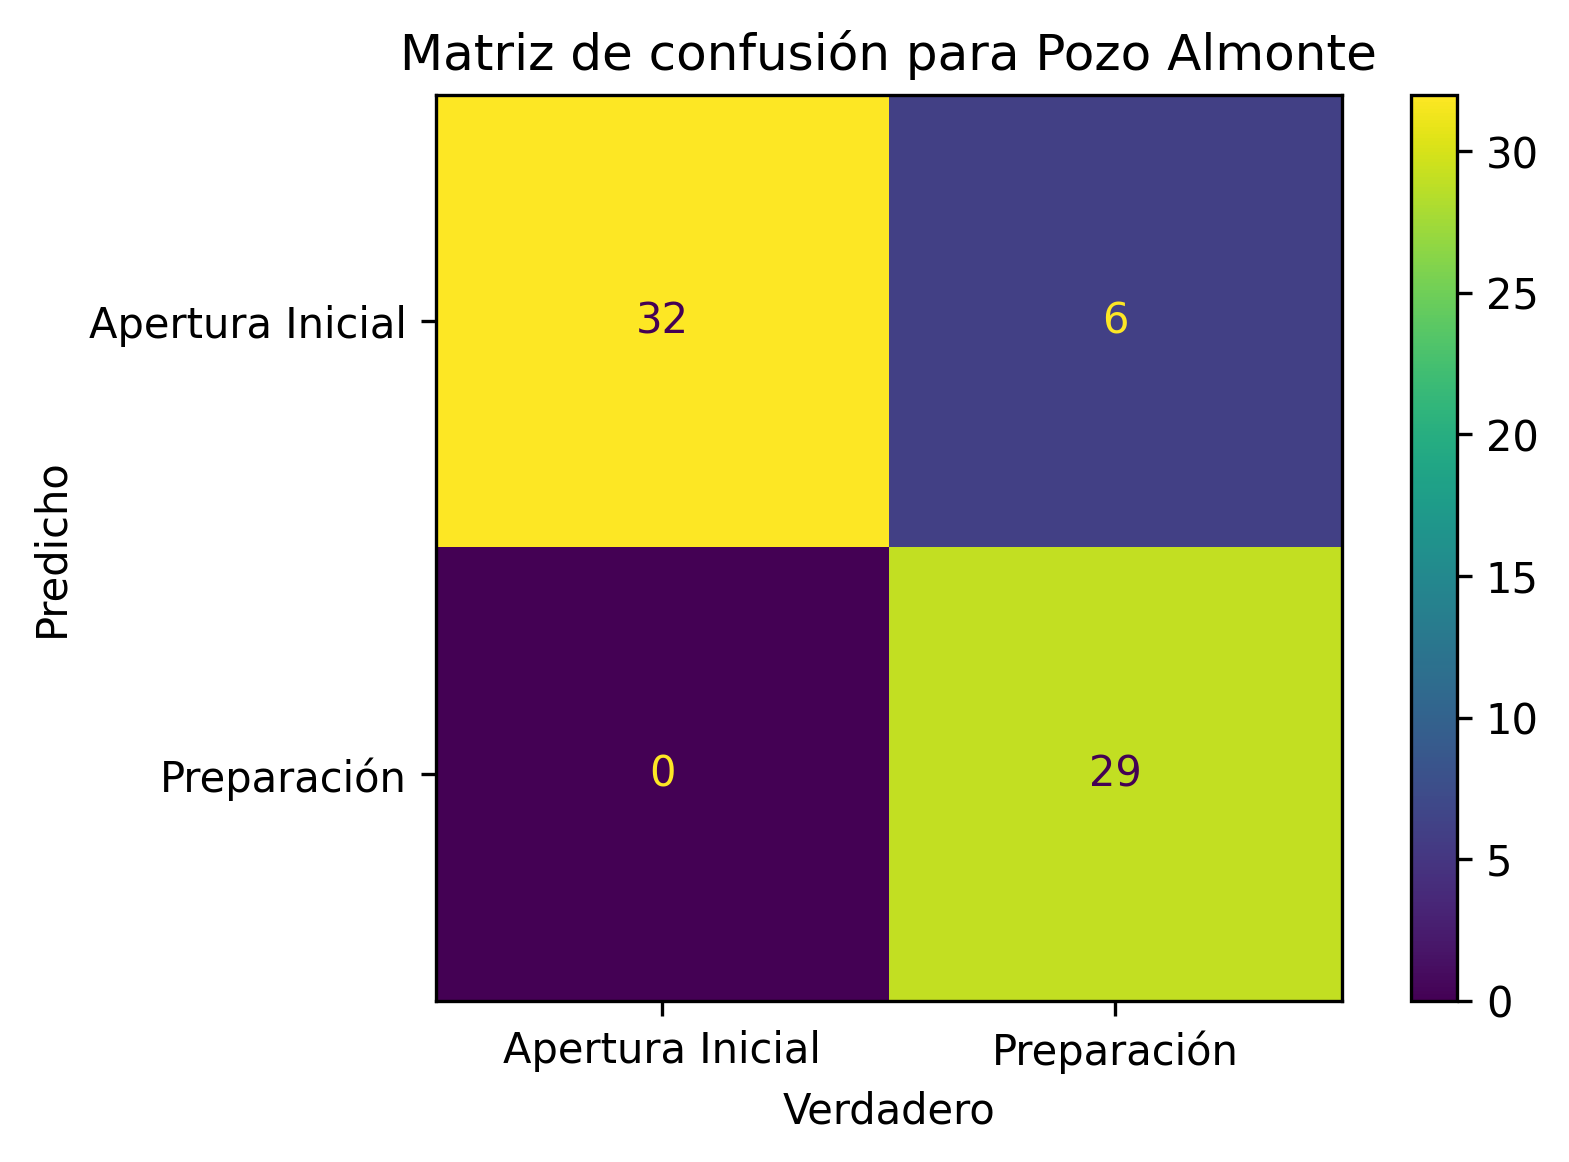 Matriz de confusión para Pozo Almonte
Predicho
Apertura Inicial
32
6
Preparación
0
29
Apertura Inicial
Preparación
Verdadero
30
25
20
15
10
5
0